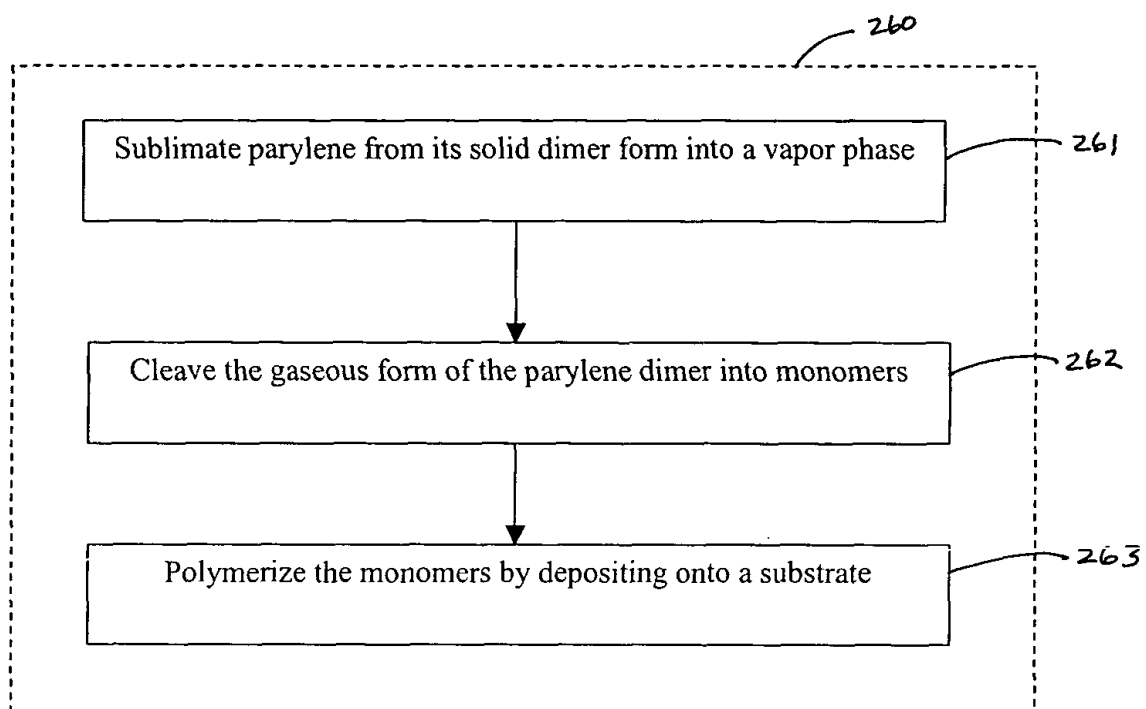 260
Sublimate parylene from its solid dimer form into a vapor phase
261
Cleave the gaseous form of the parylene dimer into monomers
262
Polymerize the monomers by depositing onto a substrate
263